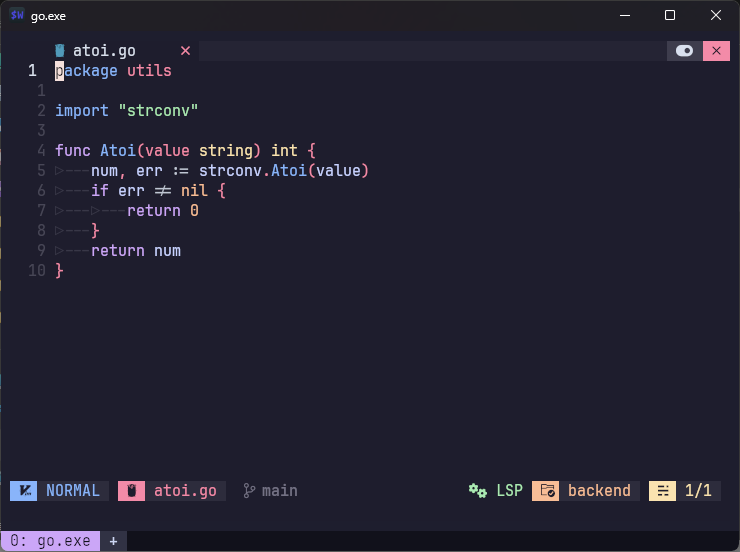 SW go.exe
atoi.go
1 package utils
1
2 import "strconv"
3
4 func Atoi(value string) int {
5 num, err := strconv.Atoi(value)
6 if err ≠ nil {
7 return 0
8 }
9 return num
10 }
NORMAL atoi.go main LSP backend 1/1
0: go.exe +